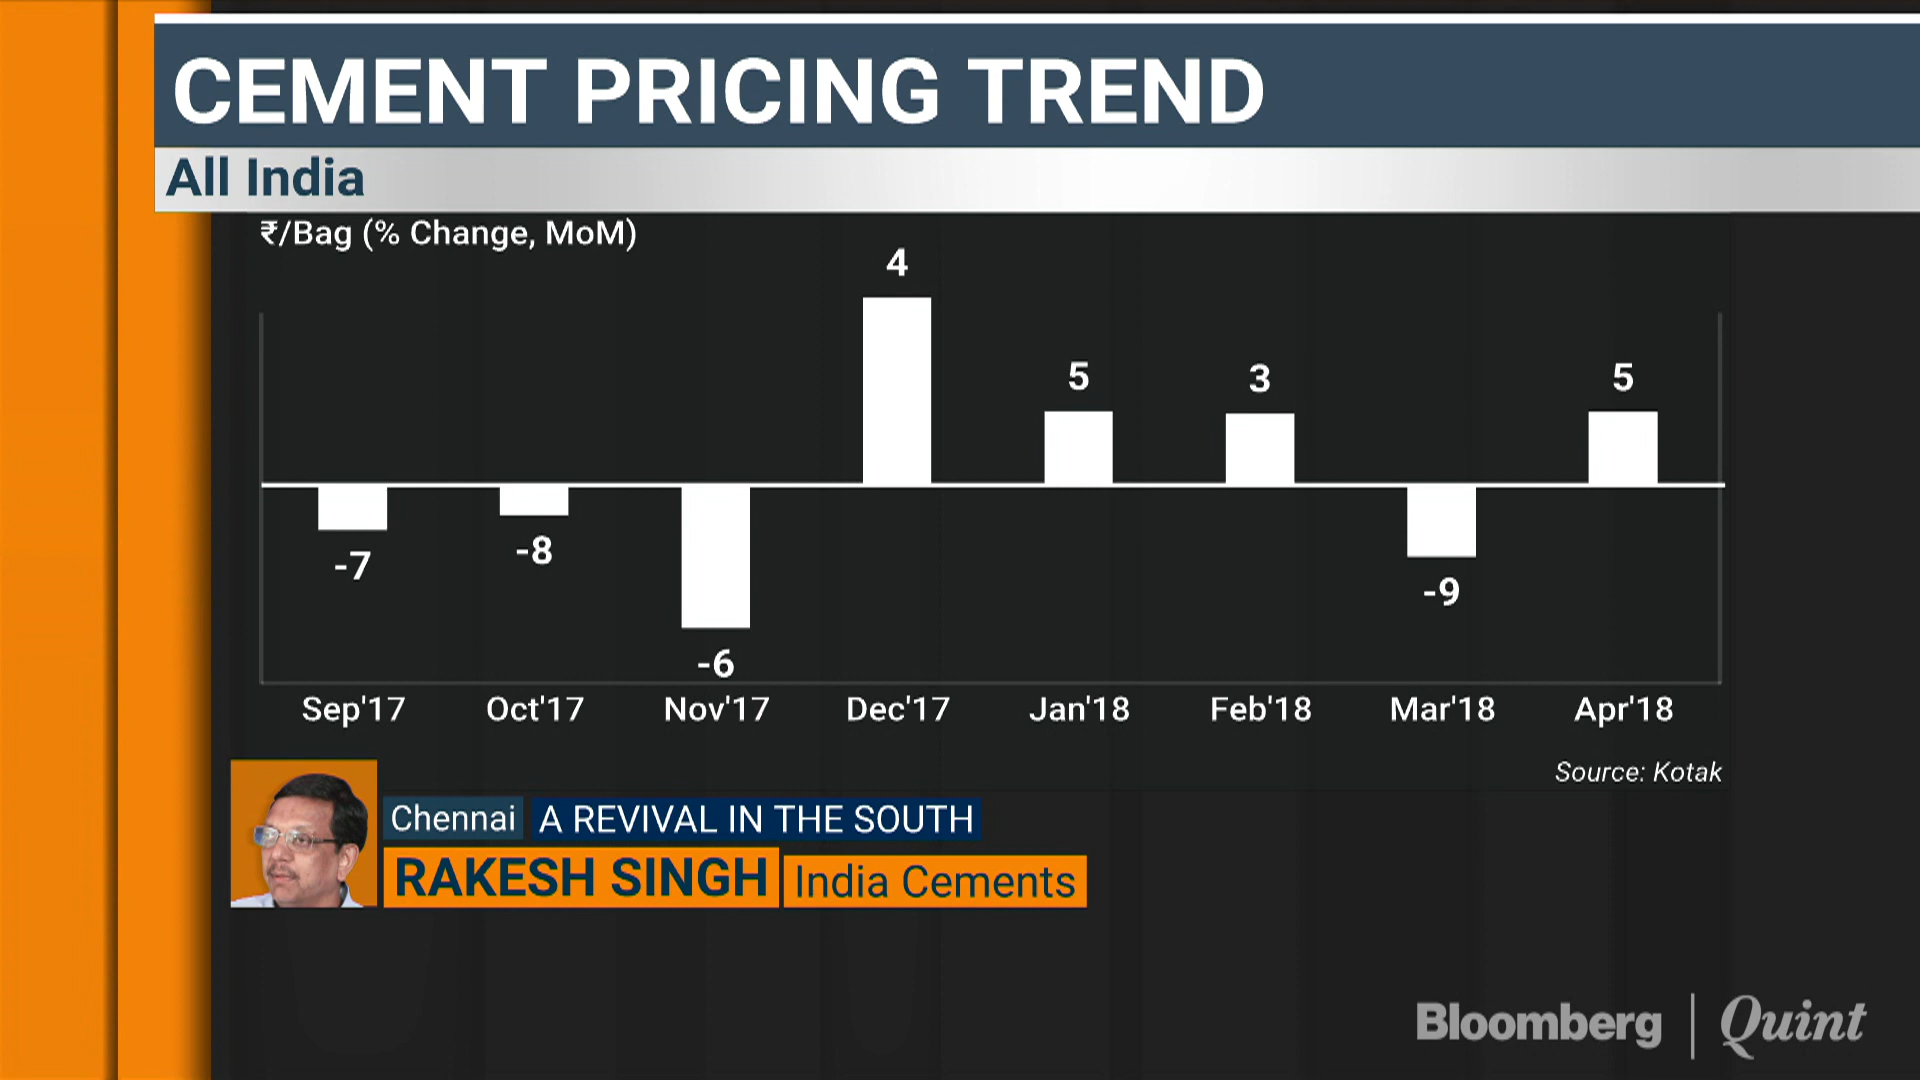 CEMENT PRICING TREND
All India
₹/Bag (% Change, MoM)
4
5
3
5
-7
-8
-6
-9
Sep'17 Oct'17 Nov'17 Dec'17 Jan'18 Feb'18 Mar'18 Apr'18
Source: Kotak
Chennai A REVIVAL IN THE SOUTH
RAKESH SINGH India Cements
Bloomberg | Quint